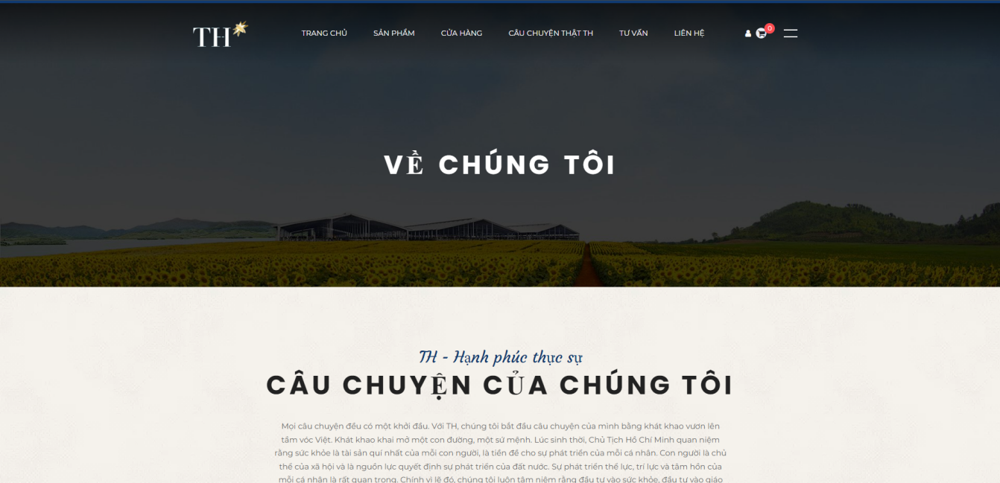 TH
TRANG CHỦ SẢN PHẨM CỬA HÀNG CÂU CHUYỆN THẬT TH TƯ VẤN LIÊN HỆ 0
VỀ CHÚNG TÔI
TH - Hạnh phúc thực sự
CÂU CHUYỆN CỦA CHÚNG TÔI
Mọi câu chuyện đều có một khởi đầu. Với TH, chúng tôi bắt đầu câu chuyện của mình bằng khát khao vươn lên
tầm vóc Việt. Khát khao khai mở một con đường, một sứ mệnh. Lúc sinh thời, Chủ Tịch Hồ Chí Minh quan niệm
rằng sức khỏe là tài sản quí nhất của mỗi con người, là tiền đề cho sự phát triển của mỗi cá nhân. Con người là chủ
thể của xã hội và là nguồn lực quyết định sự phát triển của đất nước. Sự phát triển thể lực, trí lực và tâm hồn của
mỗi cá nhân là rất quan trọng. Chính vì lẽ đó, chúng tôi luôn tâm niệm rằng đầu tư vào sức khỏe, đầu tư vào giáo